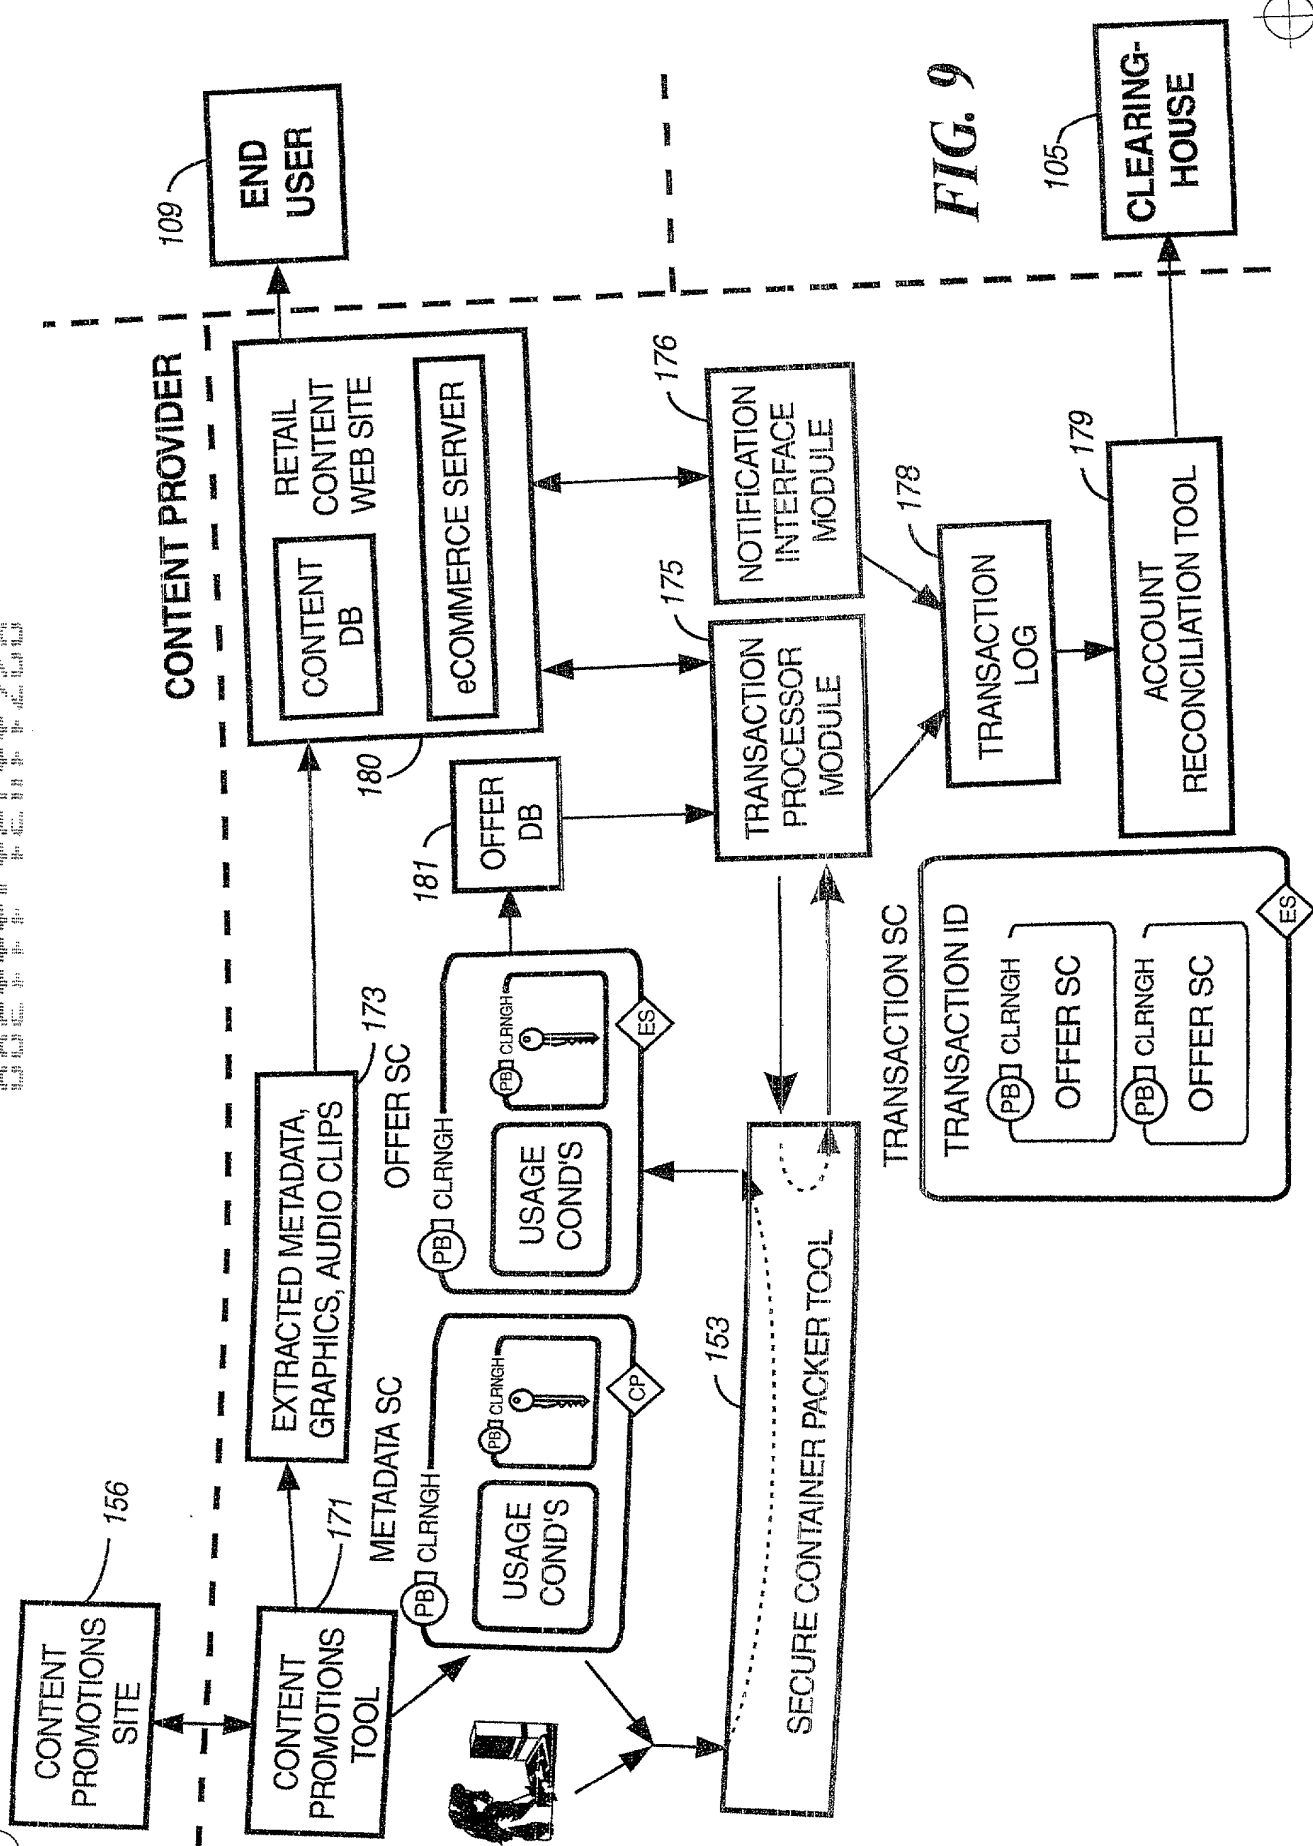 CONTENT
PROMOTIONS
SITE
156
CONTENT PROVIDER
CONTENT
PROMOTIONS
TOOL
171
EXTRACTED METADATA,
GRAPHICS, AUDIO CLIPS
173
CONTENT
DB
RETAIL
CONTENT
WEB SITE
eCOMMERCE SERVER
180
END
USER
109
METADATA SC
PB CLRNGH
USAGE
COND'S
PB CLRNGH
CP
OFFER SC
PB CLRNGH
USAGE
COND'S
PB CLRNGH
ES
181
OFFER
DB
153
SECURE CONTAINER PACKER TOOL
TRANSACTION
PROCESSOR
MODULE
175
NOTIFICATION
INTERFACE
MODULE
176
TRANSACTION
LOG
178
TRANSACTION SC
TRANSACTION ID
PB CLRNGH
OFFER SC
PB CLRNGH
OFFER SC
ES
ACCOUNT
RECONCILIATION TOOL
179
105
CLEARING-
HOUSE
FIG. 9